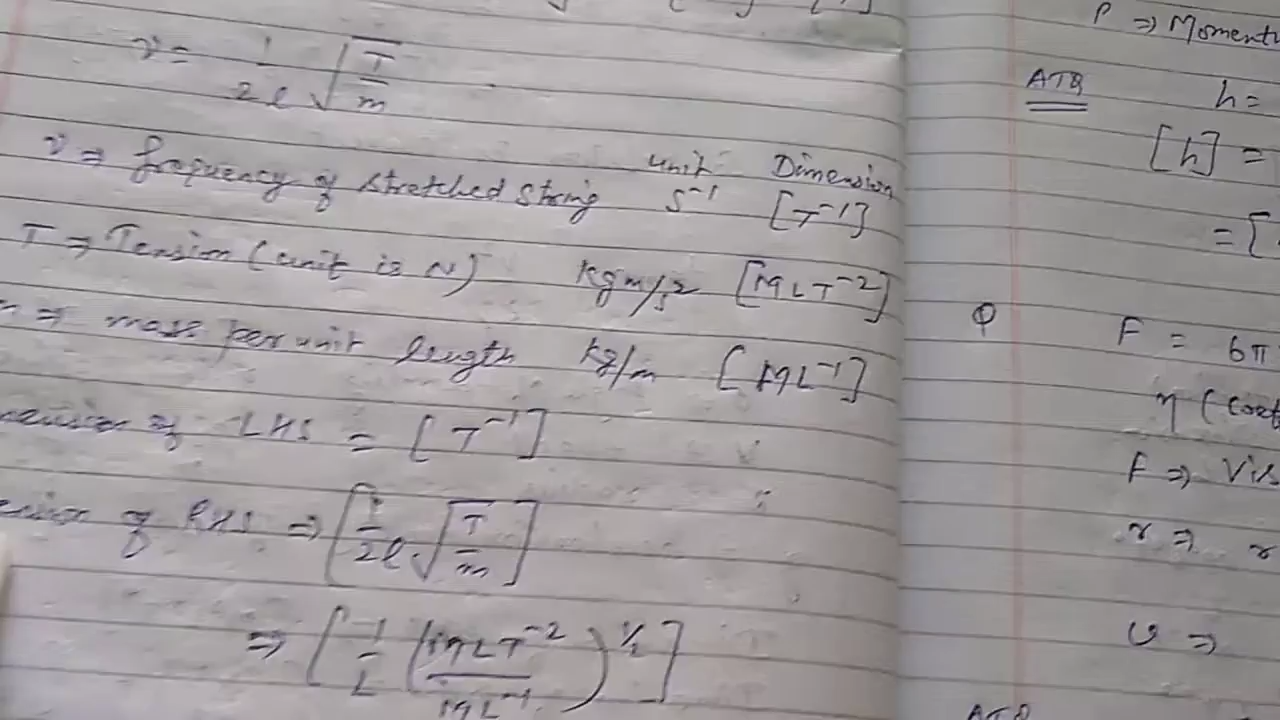 ν = 1/2l √T/m
unit Dimension
ν ⇒ frequency of stretched string s⁻¹ [T⁻¹]
T ⇒ Tension (unit is N) kgm/s² [MLT⁻²]
⇒ mass per unit length kg/m [ML⁻¹]
of LHS = [T⁻¹]
of RHS ⇒ [1/2l √T/m]
⇒ [1/L (MLT⁻²/ML⁻¹)^½]
P ⇒ Moment
ATQ h =
[h] =
= [
Q F = 6π
η (
F ⇒ Vis
r ⇒ r
υ ⇒
ATQ